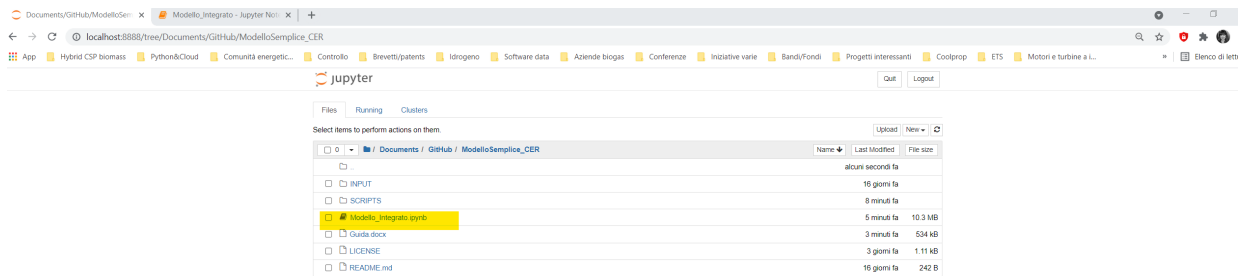 Documents/GitHub/ModelloSem
Modello_Integrato - Jupyter Not
localhost:8888/tree/Documents/GitHub/ModelloSemplice_CER
App Hybrid CSP biomass Python&Cloud Comunità energetic... Controllo Brevetti/patents Idrogeno Software data Aziende biogas Conferenze Iniziative varie Bandi/Fondi Progetti interessanti Coolprop ETS Motori e turbine a i... » Elenco di lettu
jupyter Quit Logout
Files Running Clusters
Select items to perform actions on them. Upload New
0 / Documents / GitHub / ModelloSemplice_CER Name Last Modified File size
.. alcuni secondi fa
INPUT 16 giorni fa
SCRIPTS 8 minuti fa
Modello_Integrato.ipynb 5 minuti fa 10.3 MB
Guida.docx 3 minuti fa 534 kB
LICENSE 3 giorni fa 1.11 kB
README.md 16 giorni fa 242 B